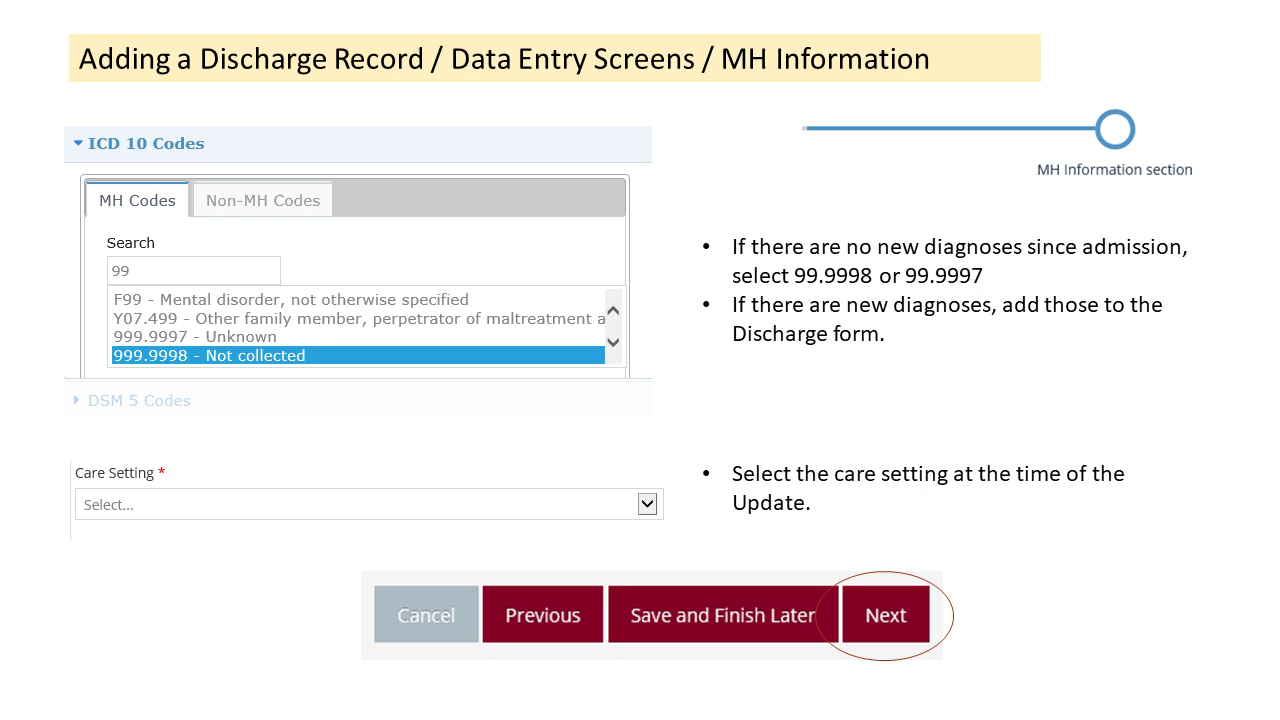 Adding a Discharge Record / Data Entry Screens / MH Information
MH Information section
ICD 10 Codes
MH Codes
Non-MH Codes
Search
99
F99 - Mental disorder, not otherwise specified
Y07.499 - Other family member, perpetrator of maltreatment a
999.9997 - Unknown
999.9998 - Not collected
DSM 5 Codes
• If there are no new diagnoses since admission,
select 99.9998 or 99.9997
• If there are new diagnoses, add those to the
Discharge form.
Care Setting *
Select...
• Select the care setting at the time of the
Update.
Cancel
Previous
Save and Finish Later
Next